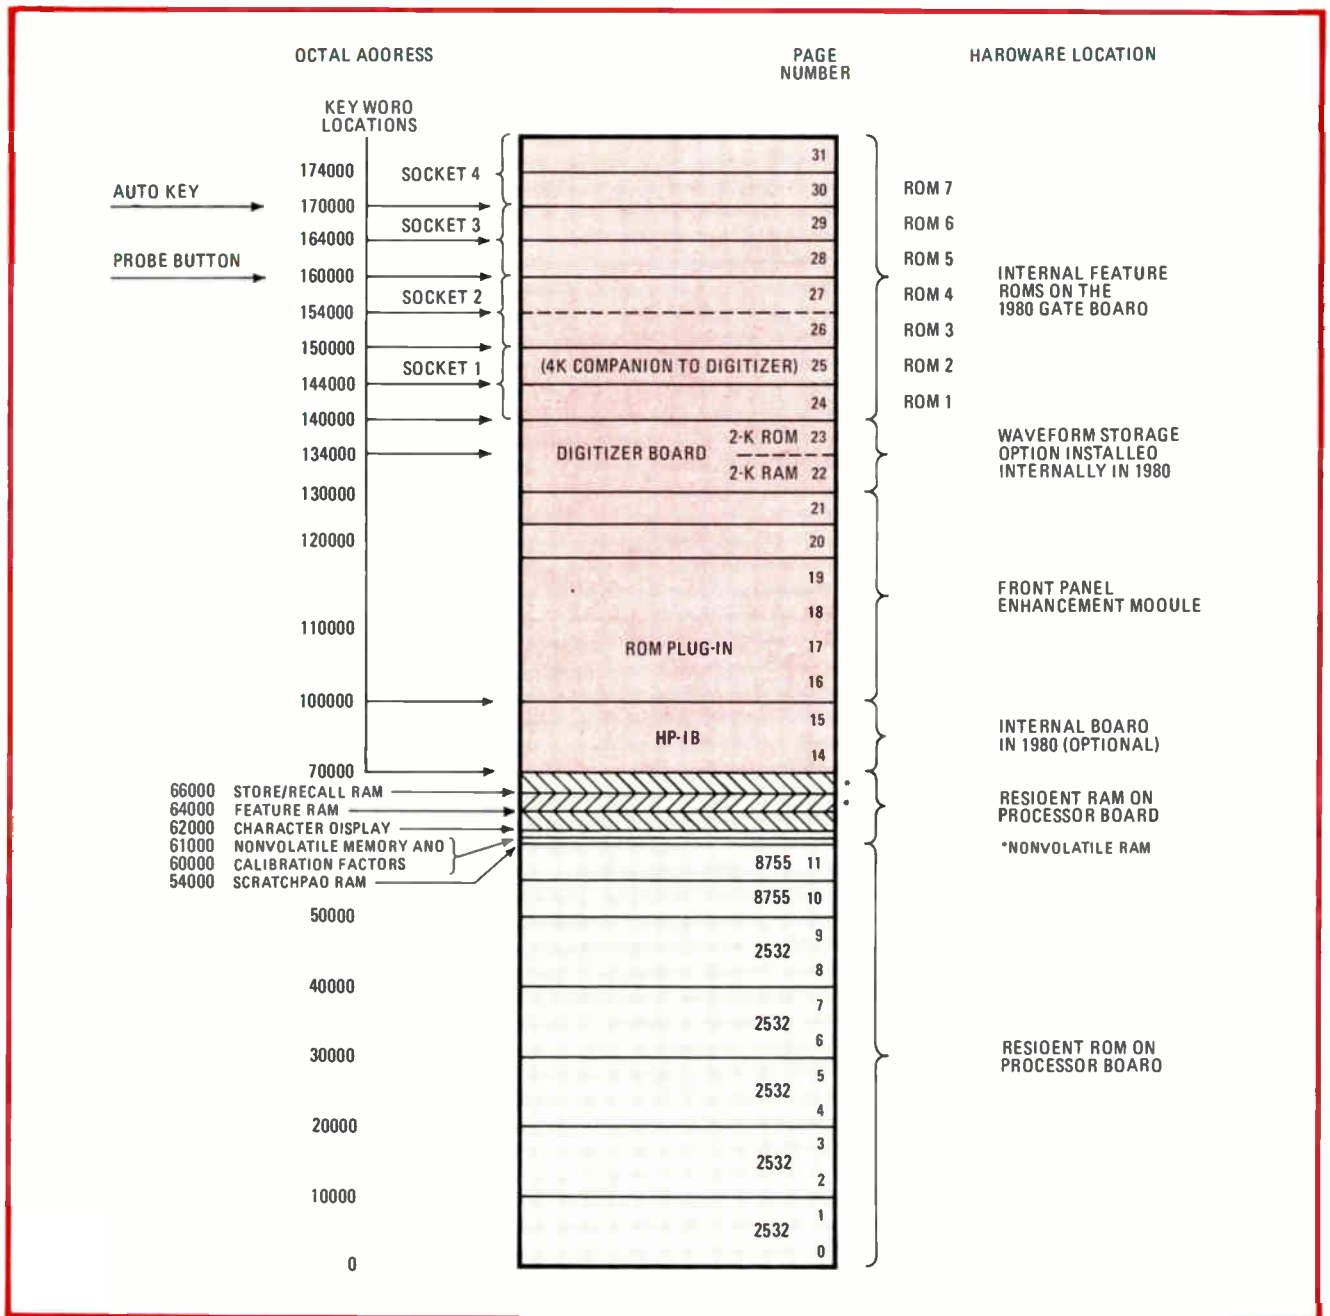 OCTAL AOORESS
PAGE
NUMBER
HAROWARE LOCATION
KEY WORO
LOCATIONS
31
174000
SOCKET 4
30
ROM 7
AUTO KEY
170000
29
ROM 6
SOCKET 3
164000
28
ROM 5
PROBE BUTTON
160000
INTERNAL FEATURE
ROMS ON THE
1980 GATE BOARD
27
ROM 4
SOCKET 2
154000
26
ROM 3
150000
SOCKET 1
(4K COMPANION TO DIGITIZER) 25
ROM 2
144000
24
ROM 1
140000
2-K ROM 23
DIGITIZER BOARD
134000
2-K RAM 22
WAVEFORM STORAGE
OPTION INSTALLED
INTERNALLY IN 1980
130000
21
120000
20
19
FRONT PANEL
ENHANCEMENT MOOULE
18
110000
ROM PLUG-IN
17
16
100000
15
HP-IB
INTERNAL BOARD
IN 1980 (OPTIONAL)
14
70000
66000 STORE/RECALL RAM
*
64000 FEATURE RAM
*
RESIOENT RAM ON
PROCESSOR BOARD
62000 CHARACTER DISPLAY
61000 NONVOLATILE MEMORY ANO
60000 CALIBRATION FACTORS
*NONVOLATILE RAM
54000 SCRATCHPAO RAM
8755 11
8755 10
50000
9
2532
8
40000
7
2532
6
30000
RESIOENT ROM ON
PROCESSOR BOARD
5
2532
4
20000
3
2532
2
10000
1
2532
0
0